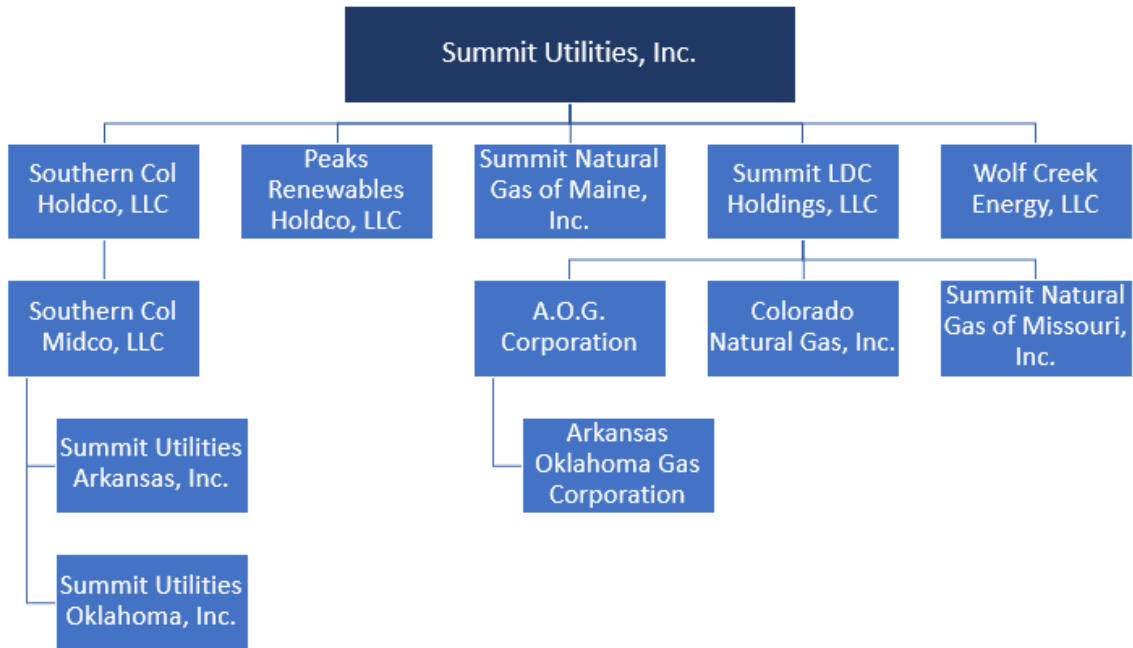 Summit Utilities, Inc.
Southern Col
Holdco, LLC
Peaks
Renewables
Holdco, LLC
Summit Natural
Gas of Maine,
Inc.
Summit LDC
Holdings, LLC
Wolf Creek
Energy, LLC
Southern Col
Midco, LLC
A.O.G.
Corporation
Colorado
Natural Gas, Inc.
Summit Natural
Gas of Missouri,
Inc.
Summit Utilities
Arkansas, Inc.
Arkansas
Oklahoma Gas
Corporation
Summit Utilities
Oklahoma, Inc.